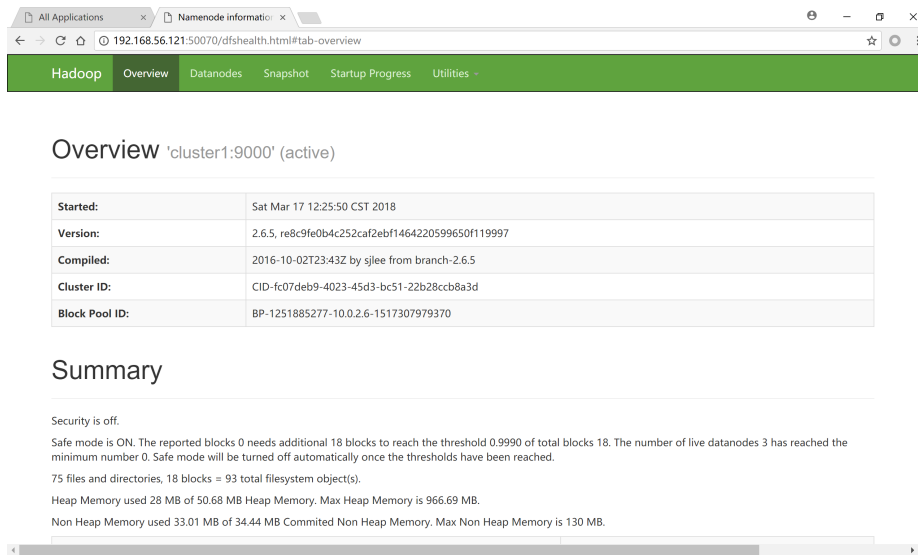 All Applications
Namenode information
192.168.56.121:50070/dfshealth.html#tab-overview
Hadoop Overview Datanodes Snapshot Startup Progress Utilities
Overview 'cluster1:9000' (active)
Started: Sat Mar 17 12:25:50 CST 2018
Version: 2.6.5, re8c9fe0b4c252caf2ebf1464220599650f119997
Compiled: 2016-10-02T23:43Z by sjlee from branch-2.6.5
Cluster ID: CID-fc07deb9-4023-45d3-bc51-22b28ccb8a3d
Block Pool ID: BP-1251885277-10.0.2.6-1517307979370
Summary
Security is off.
Safe mode is ON. The reported blocks 0 needs additional 18 blocks to reach the threshold 0.9990 of total blocks 18. The number of live datanodes 3 has reached the
minimum number 0. Safe mode will be turned off automatically once the thresholds have been reached.
75 files and directories, 18 blocks = 93 total filesystem object(s).
Heap Memory used 28 MB of 50.68 MB Heap Memory. Max Heap Memory is 966.69 MB.
Non Heap Memory used 33.01 MB of 34.44 MB Commited Non Heap Memory. Max Non Heap Memory is 130 MB.